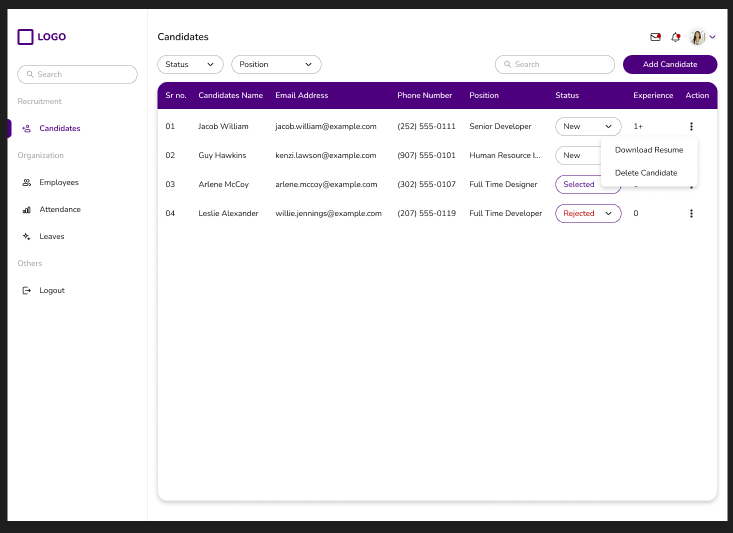 LOGO
Search
Recruitment
Candidates
Organization
Employees
Attendance
Leaves
Others
Logout
Candidates
Status Position Search Add Candidate
Sr no. Candidates Name Email Address Phone Number Position Status Experience Action
01 Jacob William jacob.william@example.com (252) 555-0111 Senior Developer New 1+
02 Guy Hawkins kenzi.lawson@example.com (907) 555-0101 Human Resource I... New
Download Resume
Delete Candidate
03 Arlene McCoy arlene.mccoy@example.com (302) 555-0107 Full Time Designer Selected
04 Leslie Alexander willie.jennings@example.com (207) 555-0119 Full Time Developer Rejected 0